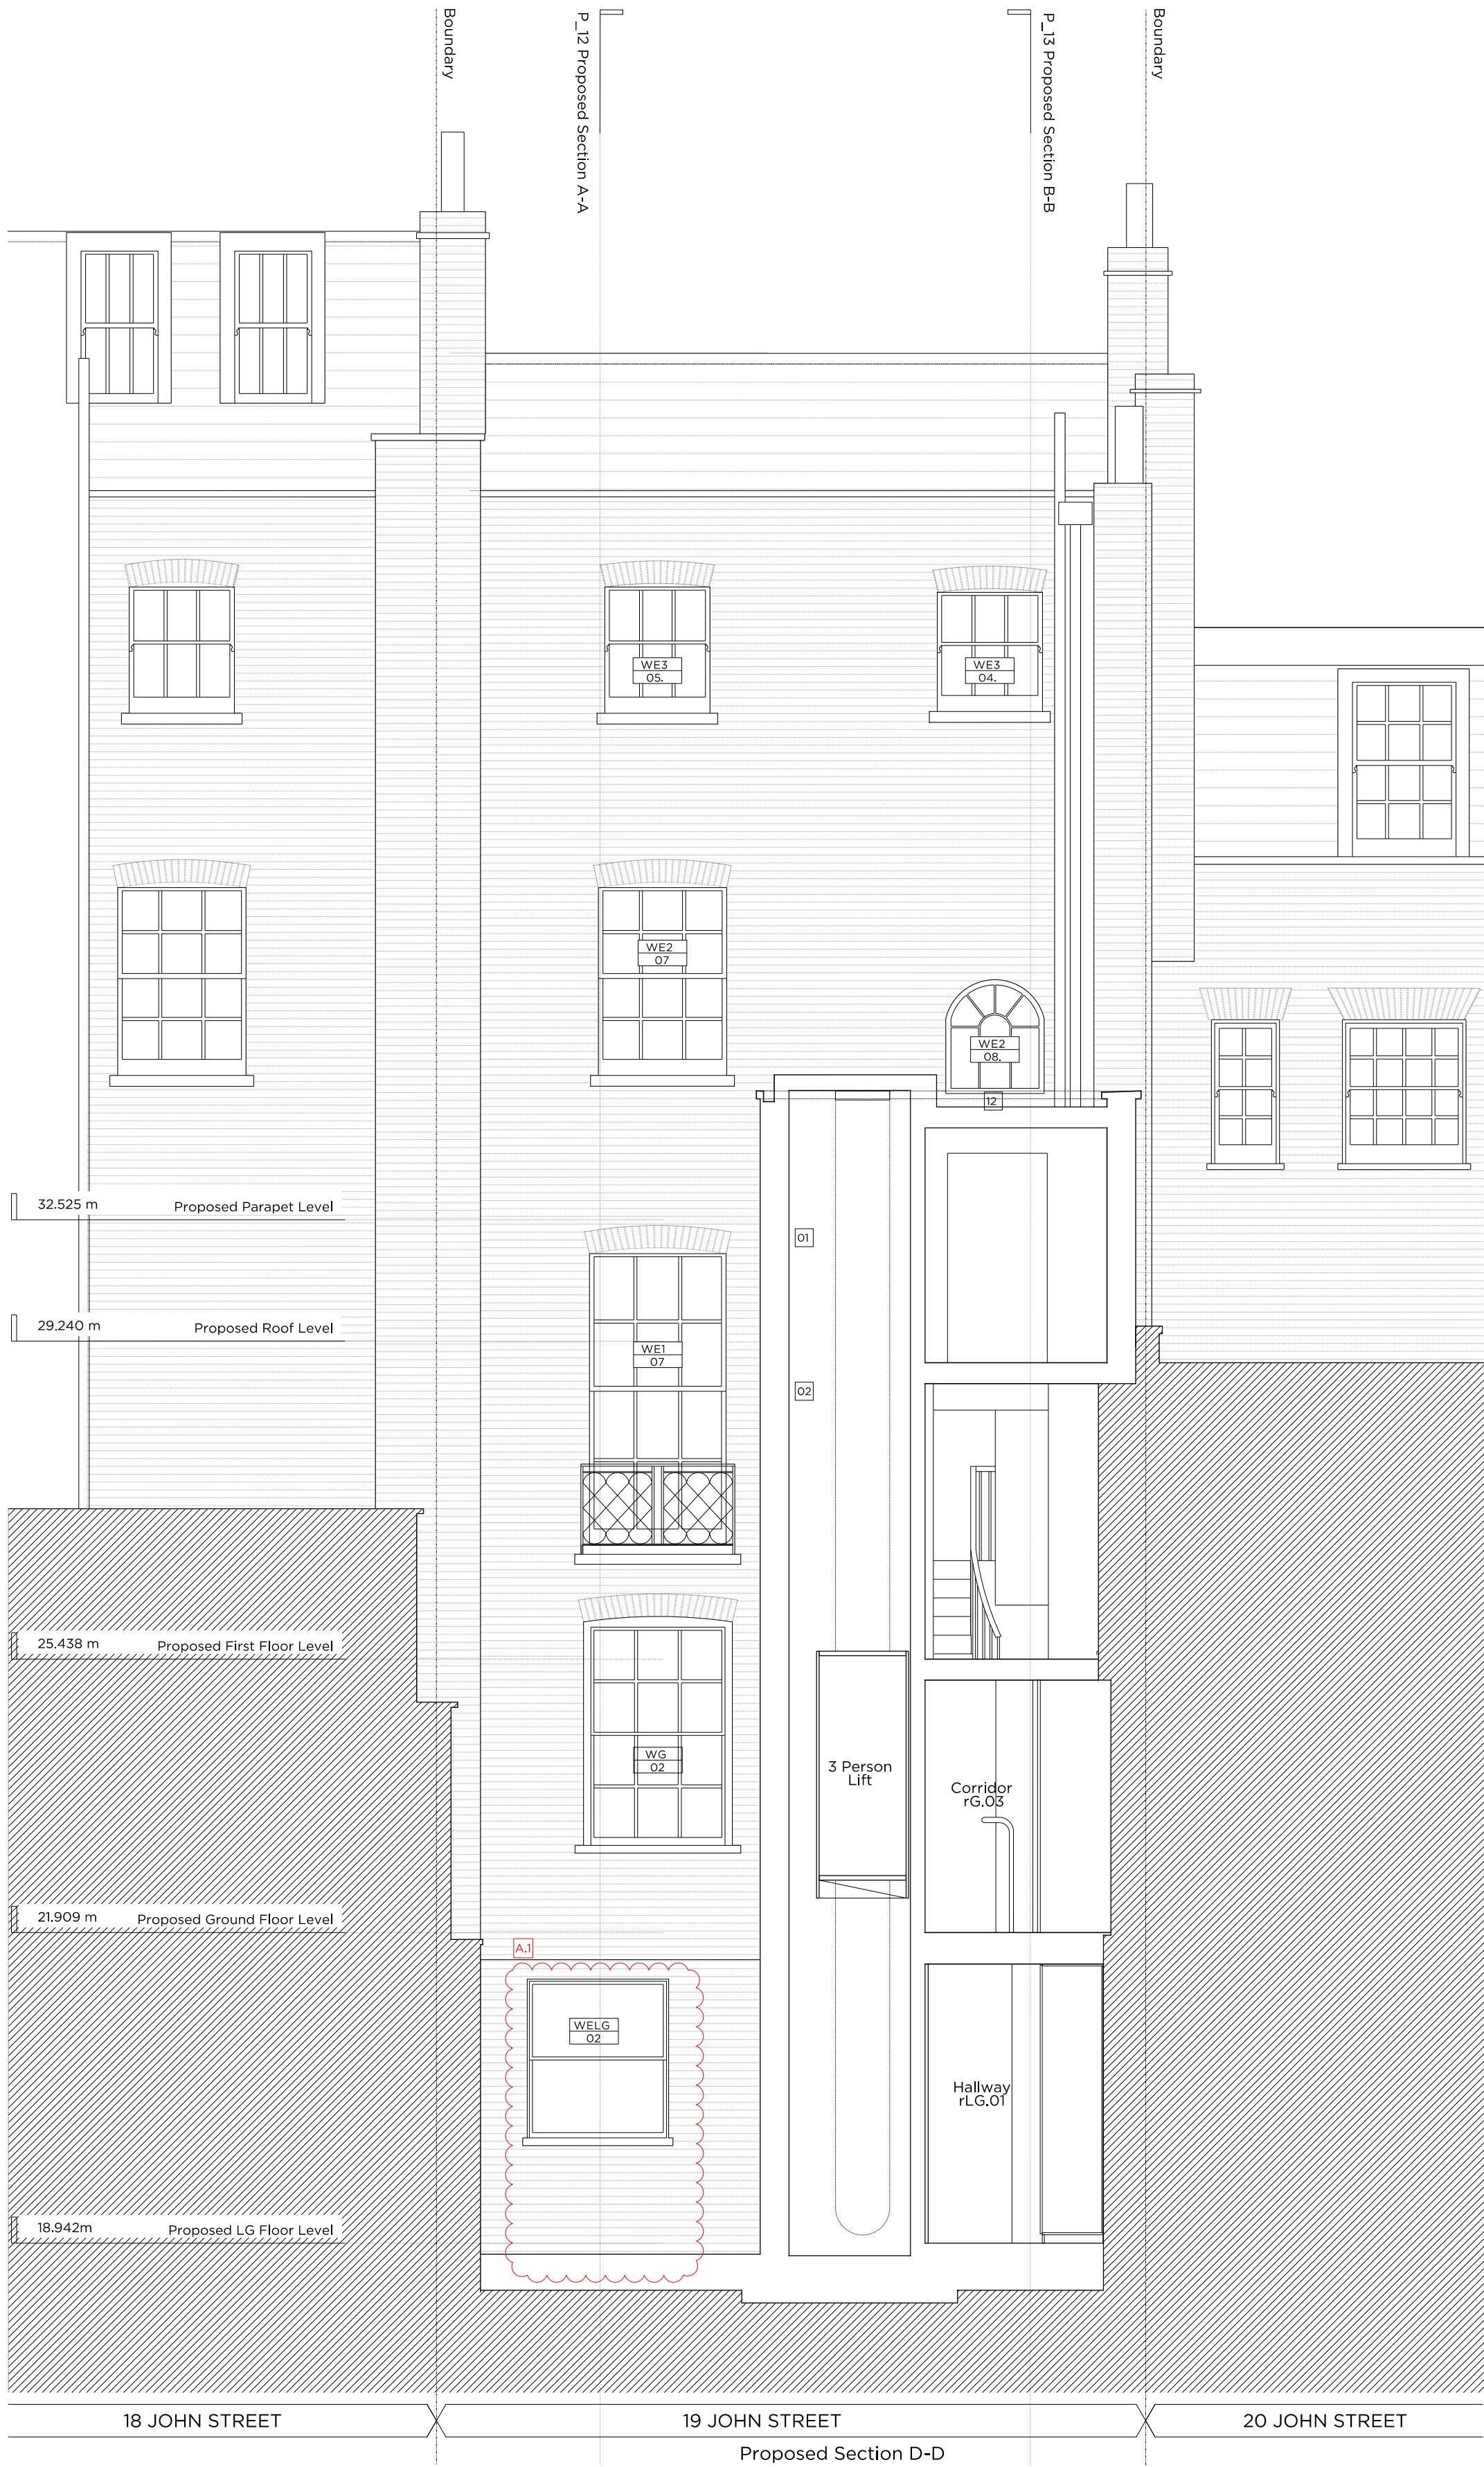 Boundary
P_12 Proposed Section A-A
P_13 Proposed Section B-B
Boundary
WE3
05.
WE3
04.
WE2
07
WE2
08.
12
32.525 m Proposed Parapet Level
01
29.240 m Proposed Roof Level
WE1
07
02
25.438 m Proposed First Floor Level
WG
02
3 Person
Lift
Corridor
rG.03
21.909 m Proposed Ground Floor Level
A.1
WELG
02
Hallway
rLG.01
18.942m Proposed LG Floor Level
18 JOHN STREET
19 JOHN STREET
20 JOHN STREET
Proposed Section D-D